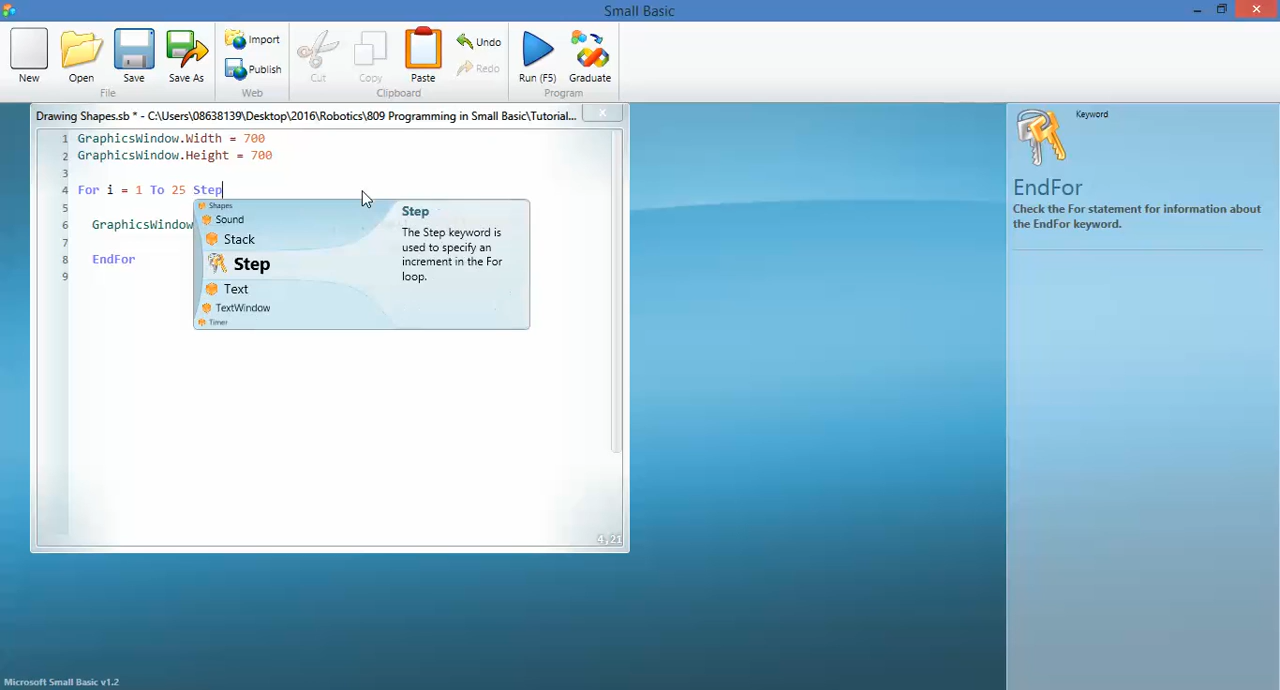 Small Basic
New
Open
Save
Save As
Import
Publish
Cut
Copy
Paste
Undo
Redo
Run (F5)
Graduate
File
Web
Clipboard
Program
Drawing Shapes.sb * - C:\Users\08638139\Desktop\2016\Robotics\809 Programming in Small Basic\Tutorial...
1 GraphicsWindow.Width = 700
2 GraphicsWindow.Height = 700
3
4 For i = 1 To 25 Step
5
6 GraphicsWindow
7
8 EndFor
9
Shapes
Sound
Stack
Step
Text
TextWindow
Timer
Step
The Step keyword is
used to specify an
increment in the For
loop.
4,21
Keyword
EndFor
Check the For statement for information about
the EndFor keyword.
Microsoft Small Basic v1.2